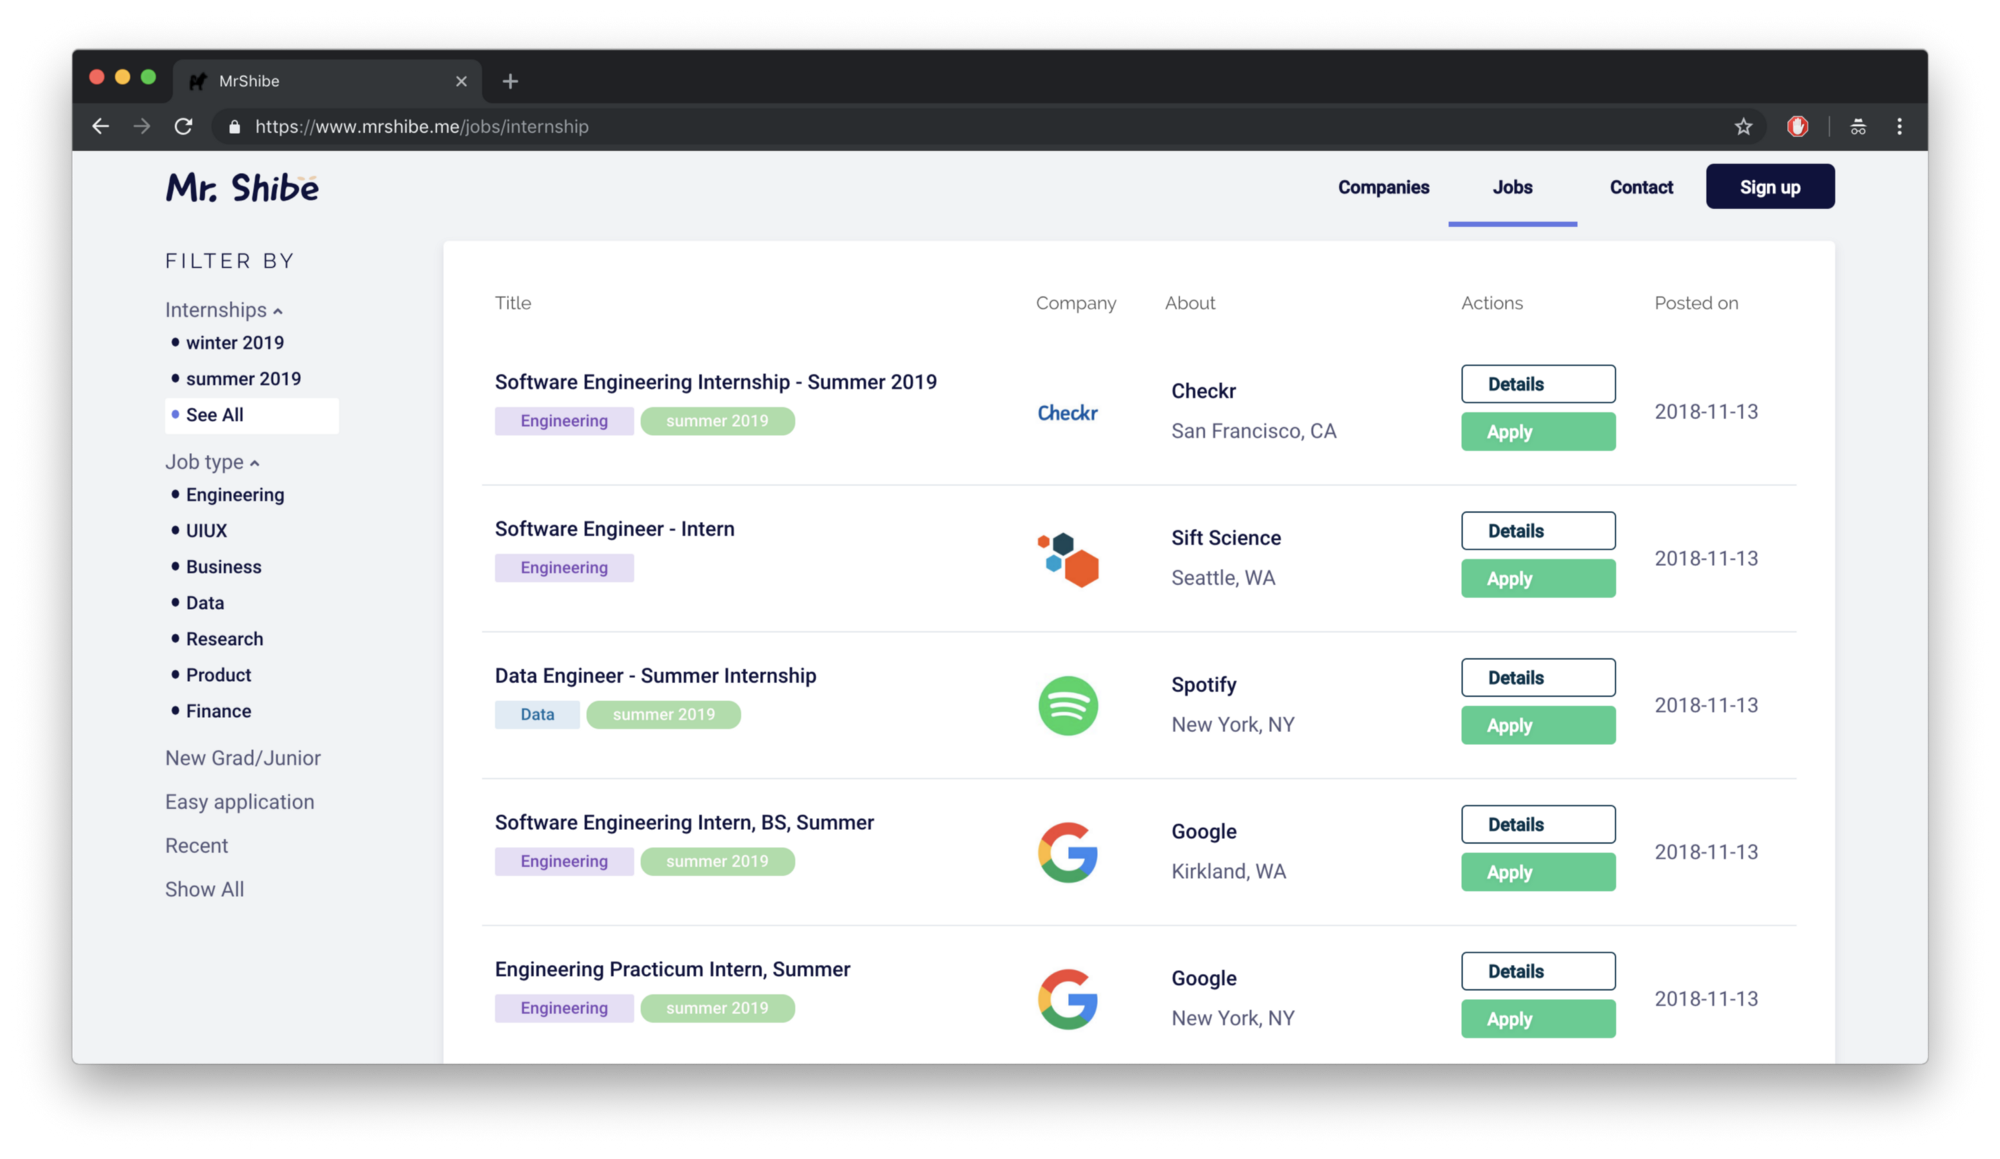 MrShibe
https://www.mrshibe.me/jobs/internship
Mr. Shibe
Companies
Jobs
Contact
Sign up
FILTER BY
Internships
winter 2019
summer 2019
See All
Job type
Engineering
UIUX
Business
Data
Research
Product
Finance
New Grad/Junior
Easy application
Recent
Show All
Title Company About Actions Posted on
Software Engineering Internship - Summer 2019
Engineering summer 2019
Checkr
Checkr
San Francisco, CA
Details
Apply
2018-11-13
Software Engineer - Intern
Engineering
Sift Science
Seattle, WA
Details
Apply
2018-11-13
Data Engineer - Summer Internship
Data summer 2019
Spotify
New York, NY
Details
Apply
2018-11-13
Software Engineering Intern, BS, Summer
Engineering summer 2019
Google
Kirkland, WA
Details
Apply
2018-11-13
Engineering Practicum Intern, Summer
Engineering summer 2019
Google
New York, NY
Details
Apply
2018-11-13